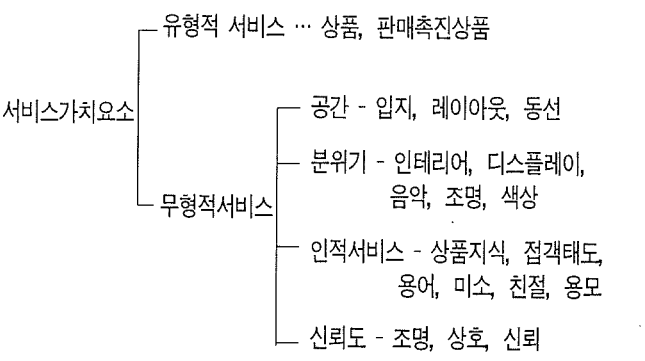 유형적 서비스 … 상품, 판매촉진상품
서비스가치요소
공간 - 입지, 레이아웃, 동선
분위기 - 인테리어, 디스플레이,
음악, 조명, 색상
무형적서비스
인적서비스 - 상품지식, 접객태도,
용어, 미소, 친절, 용모
신뢰도 - 조명, 상호, 신뢰